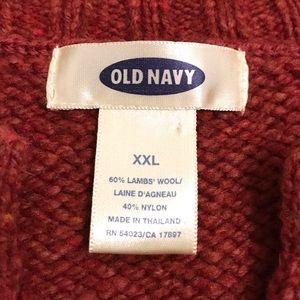 OLD NAVY
XXL
60% LAMBS' WOOL/
LAINE D'AGNEAU
40% NYLON
MADE IN THAILAND
RN 54023/CA 17897